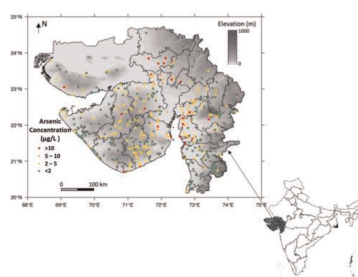 25°N
N
Elevation (m)
1000
0
24°N
23°N
22°N
21°N
20°N
Arsenic
Concentration
(µg/L)
>10
5 – 10
2 – 5
<2
0 100 km
68°E 69°E 70°E 71°E 72°E 73°E 74°E 75°E